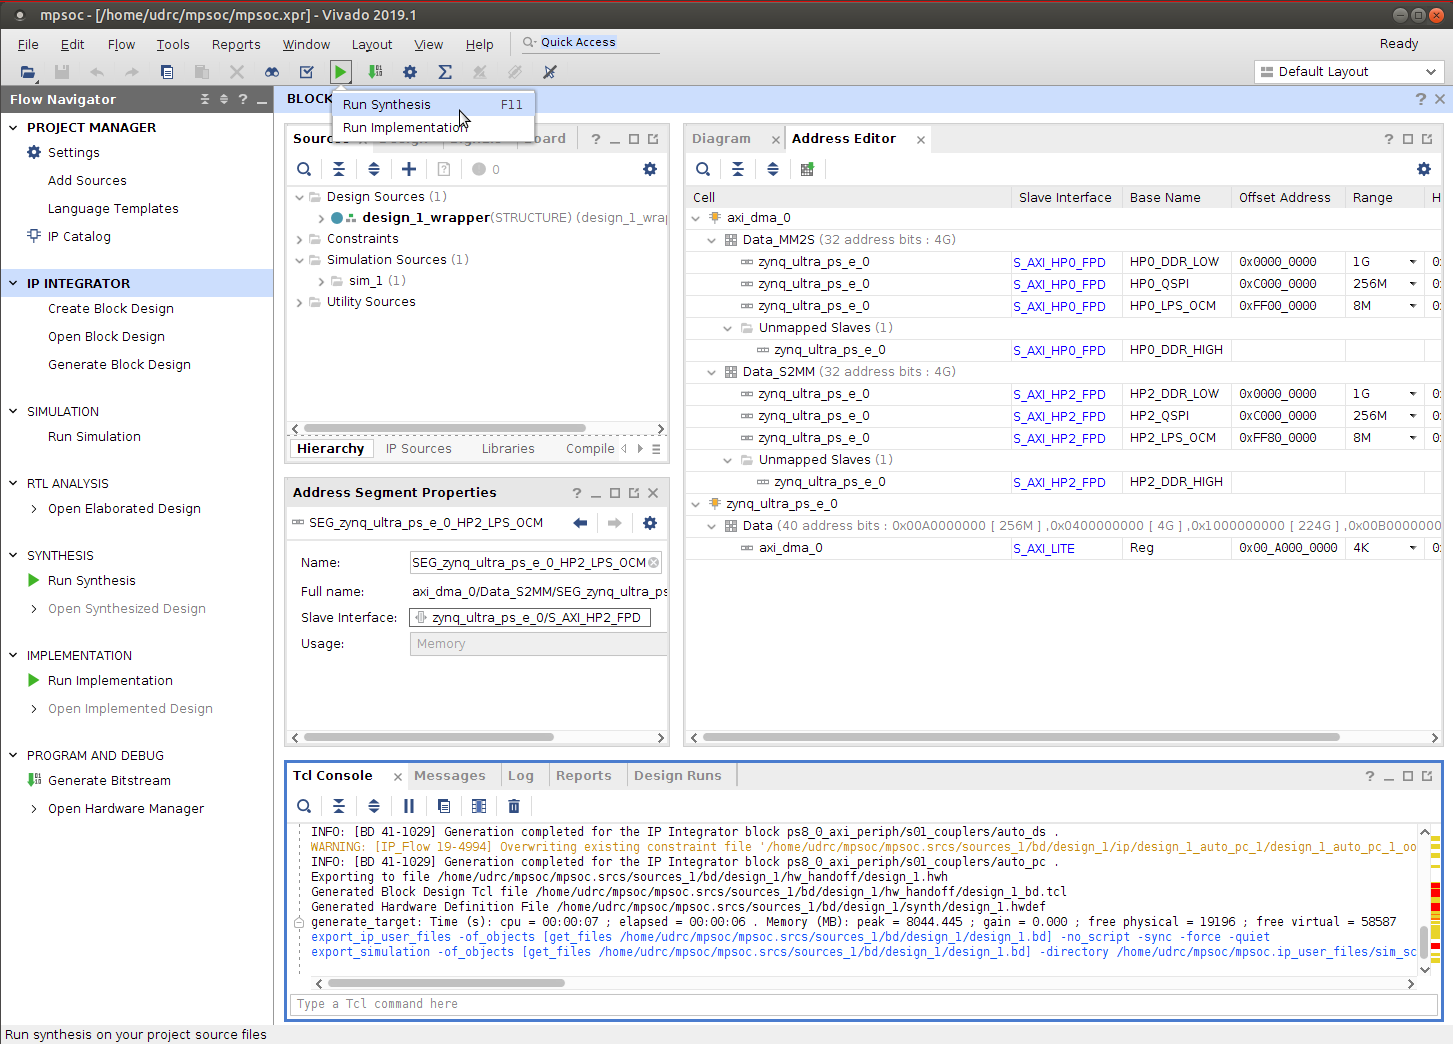 mpsoc - [/home/udrc/mpsoc/mpsoc.xpr] - Vivado 2019.1
File Edit Flow Tools Reports Window Layout View Help Quick Access Ready
Default Layout
Flow Navigator
BLOCK
Run Synthesis F11
Run Implementation
PROJECT MANAGER
Settings
Add Sources
Language Templates
IP Catalog
IP INTEGRATOR
Create Block Design
Open Block Design
Generate Block Design
SIMULATION
Run Simulation
RTL ANALYSIS
Open Elaborated Design
SYNTHESIS
Run Synthesis
Open Synthesized Design
IMPLEMENTATION
Run Implementation
Open Implemented Design
PROGRAM AND DEBUG
Generate Bitstream
Open Hardware Manager
0
Design Sources (1)
design_1_wrapper(STRUCTURE) (design_1_wrap
Constraints
Simulation Sources (1)
sim_1 (1)
Utility Sources
Hierarchy IP Sources Libraries Compile
Address Segment Properties
SEG_zynq_ultra_ps_e_0_HP2_LPS_OCM
Name: SEG_zynq_ultra_ps_e_0_HP2_LPS_OCM
Full name: axi_dma_0/Data_S2MM/SEG_zynq_ultra_ps
Slave Interface: zynq_ultra_ps_e_0/S_AXI_HP2_FPD
Usage: Memory
Diagram Address Editor
Cell Slave Interface Base Name Offset Address Range H
axi_dma_0
Data_MM2S (32 address bits : 4G)
zynq_ultra_ps_e_0 S_AXI_HP0_FPD HP0_DDR_LOW 0x0000_0000 1G 0:
zynq_ultra_ps_e_0 S_AXI_HP0_FPD HP0_QSPI 0xC000_0000 256M 0:
zynq_ultra_ps_e_0 S_AXI_HP0_FPD HP0_LPS_OCM 0xFF00_0000 8M 0:
Unmapped Slaves (1)
zynq_ultra_ps_e_0 S_AXI_HP0_FPD HP0_DDR_HIGH
Data_S2MM (32 address bits : 4G)
zynq_ultra_ps_e_0 S_AXI_HP2_FPD HP2_DDR_LOW 0x0000_0000 1G 0:
zynq_ultra_ps_e_0 S_AXI_HP2_FPD HP2_QSPI 0xC000_0000 256M 0:
zynq_ultra_ps_e_0 S_AXI_HP2_FPD HP2_LPS_OCM 0xFF80_0000 8M 0:
Unmapped Slaves (1)
zynq_ultra_ps_e_0 S_AXI_HP2_FPD HP2_DDR_HIGH
zynq_ultra_ps_e_0
Data (40 address bits : 0x00A0000000 [ 256M ] ,0x0400000000 [ 4G ] ,0x1000000000 [ 224G ] ,0x00B0000000
axi_dma_0 S_AXI_LITE Reg 0x00_A000_0000 4K 0:
Tcl Console Messages Log Reports Design Runs
INFO: [BD 41-1029] Generation completed for the IP Integrator block ps8_0_axi_periph/s01_couplers/auto_ds .
WARNING: [IP_Flow 19-4994] Overwriting existing constraint file '/home/udrc/mpsoc/mpsoc.srcs/sources_1/bd/design_1/ip/design_1_auto_pc_1/design_1_auto_pc_1_oo
INFO: [BD 41-1029] Generation completed for the IP Integrator block ps8_0_axi_periph/s01_couplers/auto_pc .
Exporting to file /home/udrc/mpsoc/mpsoc.srcs/sources_1/bd/design_1/hw_handoff/design_1.hwh
Generated Block Design Tcl file /home/udrc/mpsoc/mpsoc.srcs/sources_1/bd/design_1/hw_handoff/design_1_bd.tcl
Generated Hardware Definition File /home/udrc/mpsoc/mpsoc.srcs/sources_1/bd/design_1/synth/design_1.hwdef
generate_target: Time (s): cpu = 00:00:07 ; elapsed = 00:00:06 . Memory (MB): peak = 8044.445 ; gain = 0.000 ; free physical = 19196 ; free virtual = 58587
export_ip_user_files -of_objects [get_files /home/udrc/mpsoc/mpsoc.srcs/sources_1/bd/design_1/design_1.bd] -no_script -sync -force -quiet
export_simulation -of_objects [get_files /home/udrc/mpsoc/mpsoc.srcs/sources_1/bd/design_1/design_1.bd] -directory /home/udrc/mpsoc/mpsoc.ip_user_files/sim_sc
Type a Tcl command here
Run synthesis on your project source files